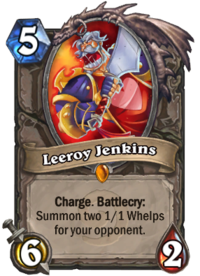 5
Leeroy Jenkins
Charge. Battlecry:
Summon two 1/1 Whelps
for your opponent.
6
2